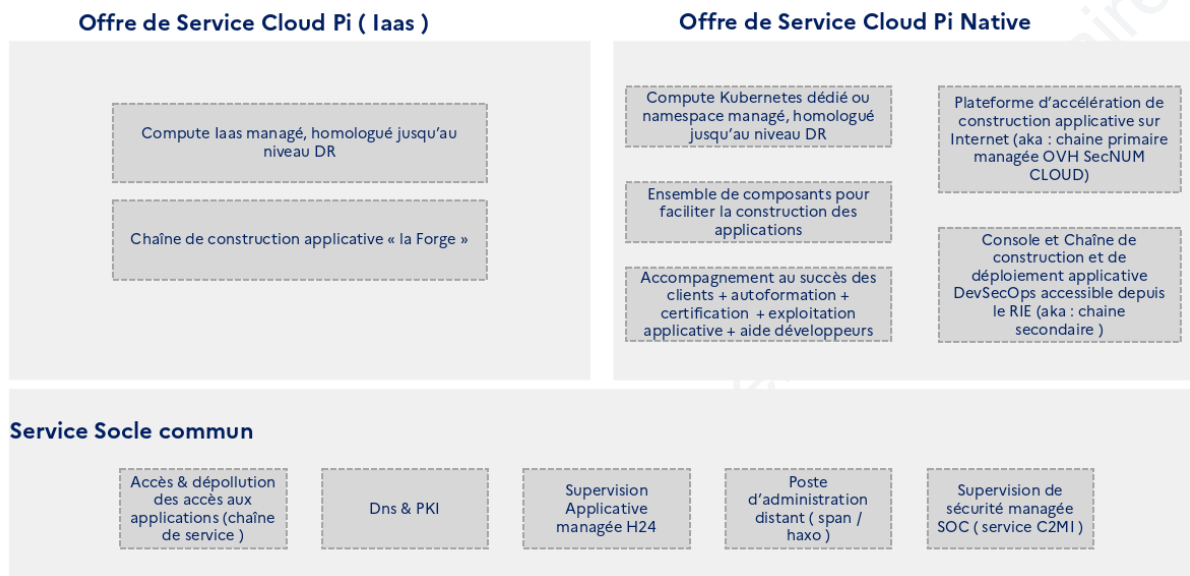 Offre de Service Cloud Pi ( Iaas )
Compute Iaas managé, homologué jusqu'au
niveau DR
Chaîne de construction applicative « la Forge »
Offre de Service Cloud Pi Native
Compute Kubernetes dédié ou
namespace managé, homologué
jusqu'au niveau DR
Ensemble de composants pour
faciliter la construction des
applications
Accompagnement au succès des
clients + autoformation +
certification + exploitation
applicative + aide développeurs
Plateforme d'accélération de
construction applicative sur
Internet (aka : chaine primaire
managée OVH SecNUM
CLOUD)
Console et Chaîne de
construction et de
déploiement applicative
DevSecOps accessible depuis
le RIE (aka : chaine
secondaire )
Service Socle commun
Accès & dépollution
des accès aux
applications (chaîne
de service )
Dns & PKI
Supervision
Applicative
managée H24
Poste
d'administration
distant ( span /
haxo )
Supervision de
sécurité managée
SOC ( service C2MI )